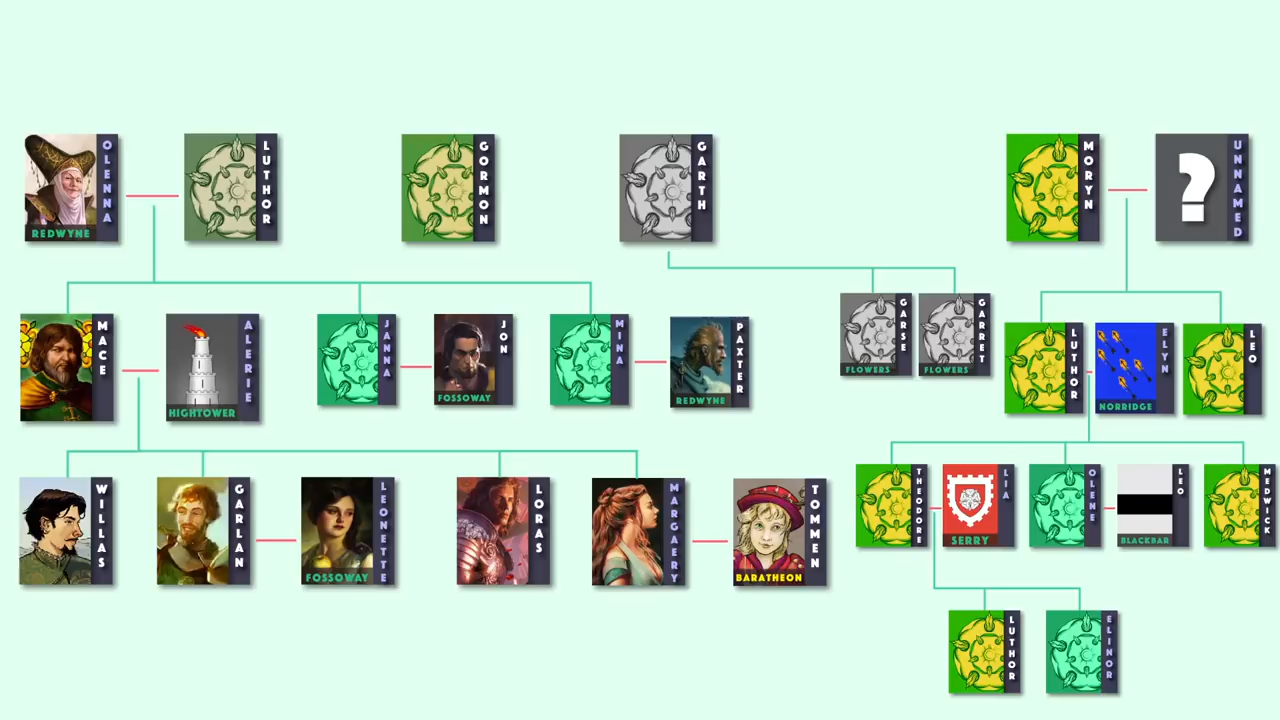 OLENNA
REDWYNE
LUTHOR
GORMON
GARTH
MORYN
UNNAMED
?
MACE
ALERIE
HIGHTOWER
JANNA
JON
FOSSOWAY
MINA
PAXTER
REDWYNE
GARSE
FLOWERS
GARRET
FLOWERS
LUTHOR
ELYN
NORRIDGE
LEO
WILLAS
GARLAN
LEONETTE
FOSSOWAY
LORAS
MARGAERY
TOMMEN
BARATHEON
THEODORE
LIA
SERRY
OLENE
LEO
BLACKBAR
MEDWICK
LUTHOR
ELINOR